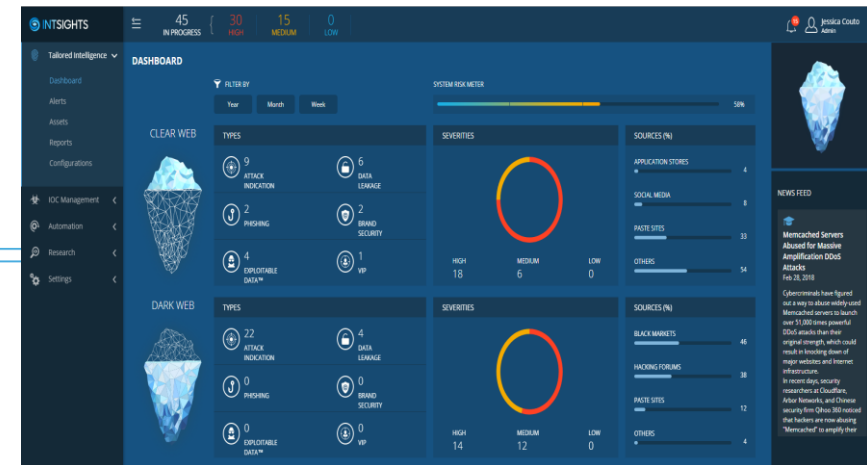 INTSIGHTS
45
IN PROGRESS
30
HIGH
15
MEDIUM
0
LOW
16
Jessica Couto
Admin
Tailored Intelligence
Dashboard
Alerts
Assets
Reports
Configurations
IOC Management
Automation
Research
Settings
DASHBOARD
FILTER BY
Year Month Week
SYSTEM RISK METER
58%
CLEAR WEB
TYPES
9
ATTACK
INDICATION
6
DATA
LEAKAGE
2
PHISHING
2
BRAND
SECURITY
4
EXPLOITABLE
DATA™
1
VIP
SEVERITIES
HIGH MEDIUM LOW
18 6 0
SOURCES (%)
APPLICATION STORES
4
SOCIAL MEDIA
8
PASTE SITES
33
OTHERS
54
DARK WEB
TYPES
22
ATTACK
INDICATION
4
DATA
LEAKAGE
0
PHISHING
0
BRAND
SECURITY
0
EXPLOITABLE
DATA™
0
VIP
SEVERITIES
HIGH MEDIUM LOW
14 12 0
SOURCES (%)
BLACK MARKETS
46
HACKING FORUMS
38
PASTE SITES
12
OTHERS
4
NEWS FEED
Memcached Servers
Abused for Massive
Amplification DDoS
Attacks
Feb 28, 2018
Cybercriminals have figured
out a way to abuse widely-used
Memcached servers to launch
over 51,000 times powerful
DDoS attacks than their
original strength, which could
result in knocking down of
major websites and Internet
infrastructure.
In recent days, security
researchers at Cloudflare,
Arbor Networks, and Chinese
security firm Qihoo 360 noticed
that hackers are now abusing
"Memcached" to amplify their